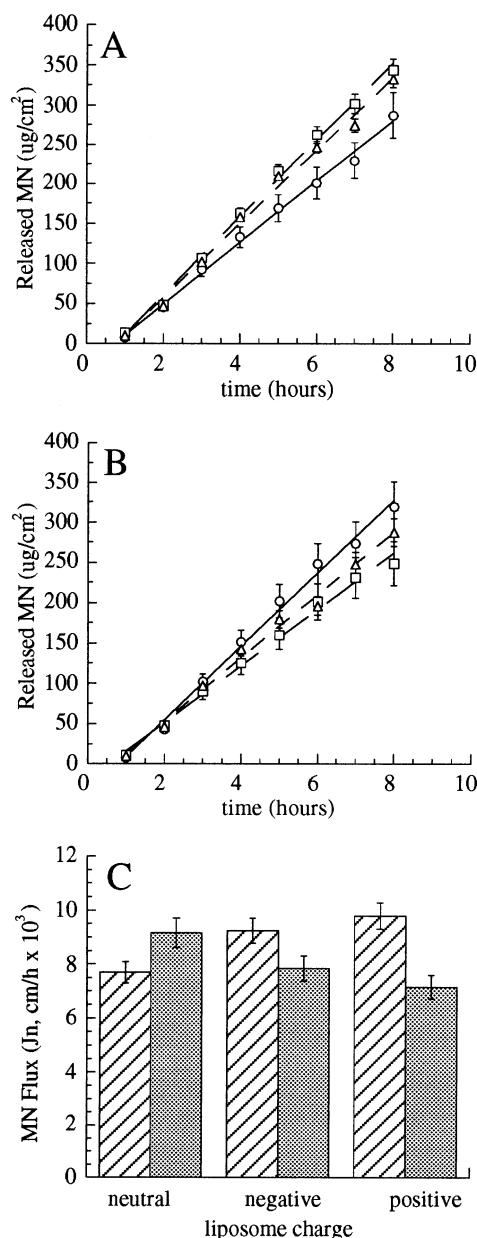 A
Released MN (ug/cm²)
400
350
300
250
200
150
100
50
0
0 2 4 6 8 10
time (hours)
B
Released MN (ug/cm²)
400
350
300
250
200
150
100
50
0
0 2 4 6 8 10
time (hours)
C
MN Flux (Jn, cm/h x 10³)
12
10
8
6
4
2
0
neutral negative positive
liposome charge